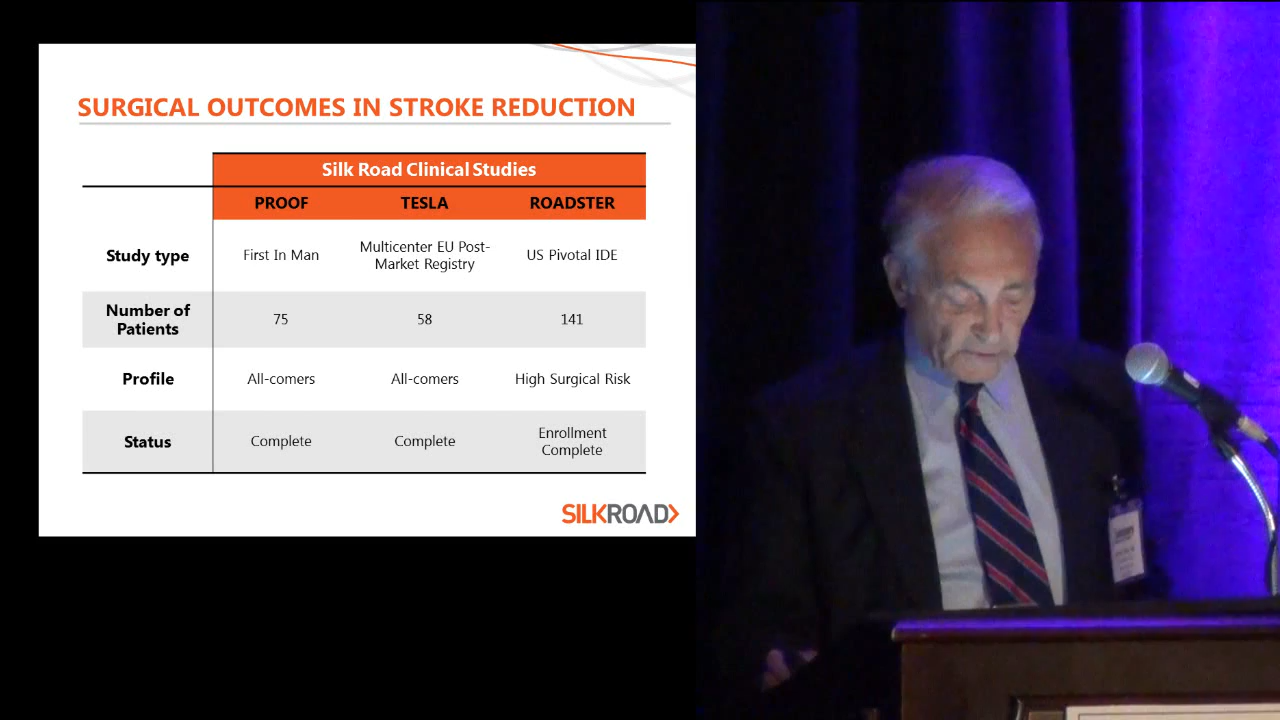 SURGICAL OUTCOMES IN STROKE REDUCTION
Silk Road Clinical Studies
PROOF TESLA ROADSTER
Study type First In Man Multicenter EU Post-
Market Registry US Pivotal IDE
Number of
Patients 75 58 141
Profile All-comers All-comers High Surgical Risk
Status Complete Complete Enrollment
Complete
SILKROAD